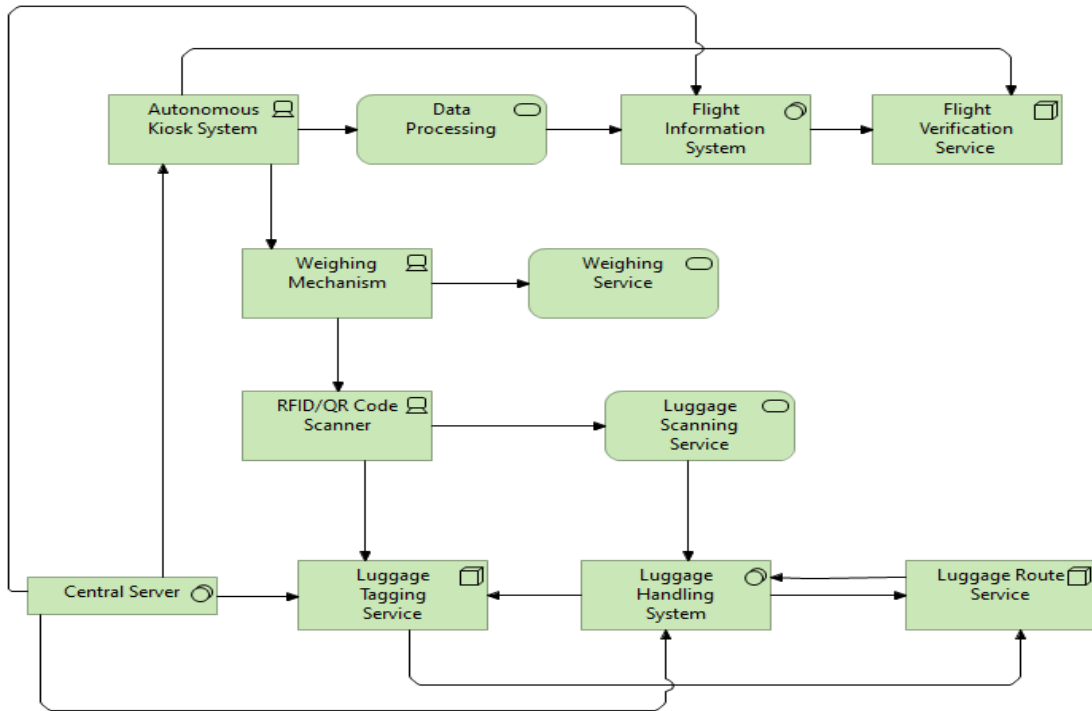 Autonomous
Kiosk System
Data
Processing
Flight
Information
System
Flight
Verification
Service
Weighing
Mechanism
Weighing
Service
RFID/QR Code
Scanner
Luggage
Scanning
Service
Central Server
Luggage
Tagging
Service
Luggage
Handling
System
Luggage Route
Service